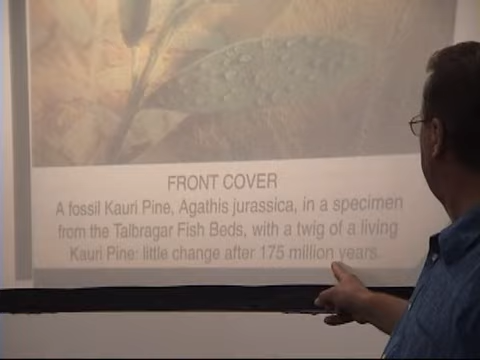 FRONT COVER
A fossil Kauri Pine, Agathis jurassica, in a specimen
from the Talbragar Fish Beds, with a twig of a living
Kauri Pine: little change after 175 million years.